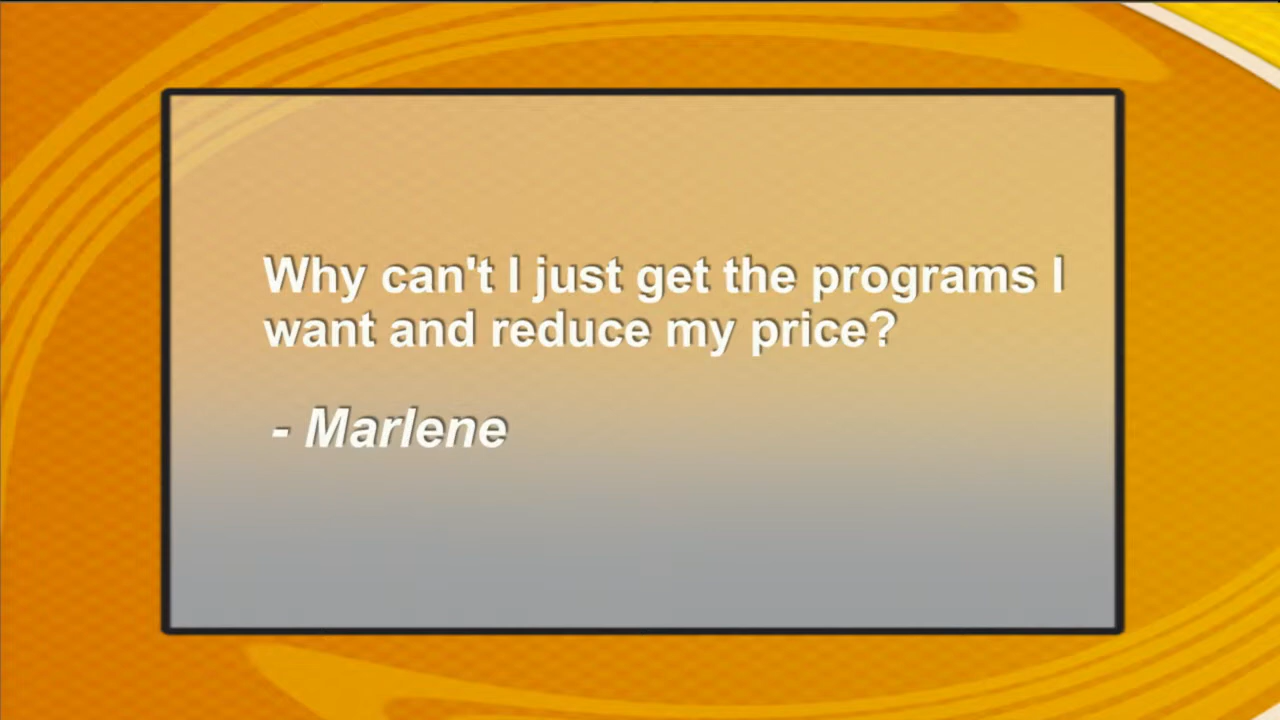 Why can't I just get the programs I
want and reduce my price?
- Marlene